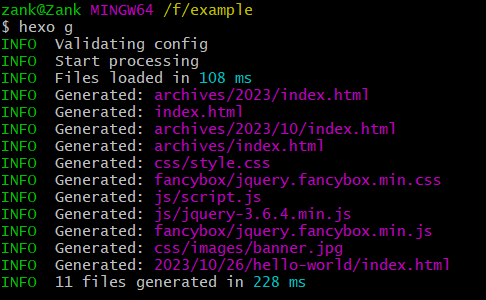 zank@Zank MINGW64 /f/example
$ hexo g
INFO  Validating config
INFO  Start processing
INFO  Files loaded in 108 ms
INFO  Generated: archives/2023/index.html
INFO  Generated: index.html
INFO  Generated: archives/2023/10/index.html
INFO  Generated: archives/index.html
INFO  Generated: css/style.css
INFO  Generated: fancybox/jquery.fancybox.min.css
INFO  Generated: js/script.js
INFO  Generated: js/jquery-3.6.4.min.js
INFO  Generated: fancybox/jquery.fancybox.min.js
INFO  Generated: css/images/banner.jpg
INFO  Generated: 2023/10/26/hello-world/index.html
INFO  11 files generated in 228 ms